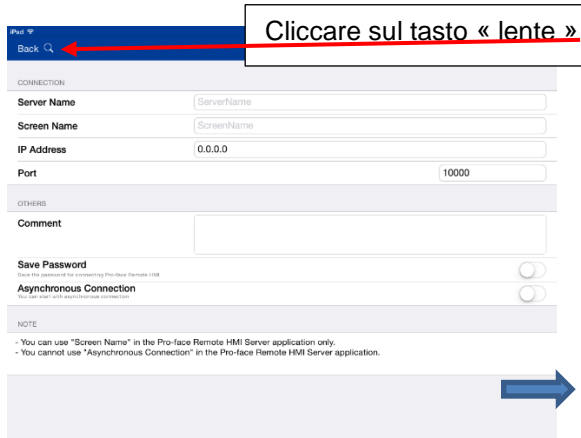 iPad
Cliccare sul tasto « lente »
Back
CONNECTION
Server Name ServerName
Screen Name ScreenName
IP Address 0.0.0.0
Port 10000
OTHERS
Comment
Save Password
Save the password for connecting Pro-face Remote HMI
Asynchronous Connection
You can start with asynchronous connection
NOTE
- You can use "Screen Name" in the Pro-face Remote HMI Server application only.
- You cannot use "Asynchronous Connection" in the Pro-face Remote HMI Server application.